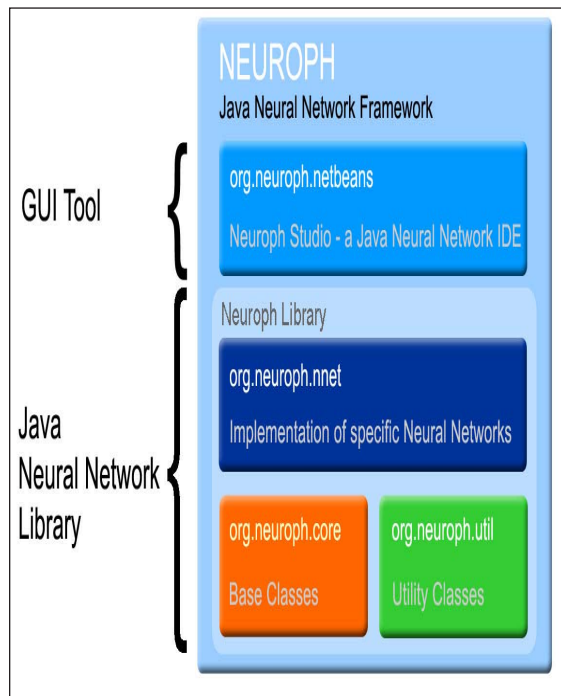 NEUROPH
Java Neural Network Framework
GUI Tool
org.neuroph.netbeans
Neuroph Studio - a Java Neural Network IDE
Java
Neural Network
Library
Neuroph Library
org.neuroph.nnet
Implementation of specific Neural Networks
org.neuroph.core
Base Classes
org.neuroph.util
Utility Classes